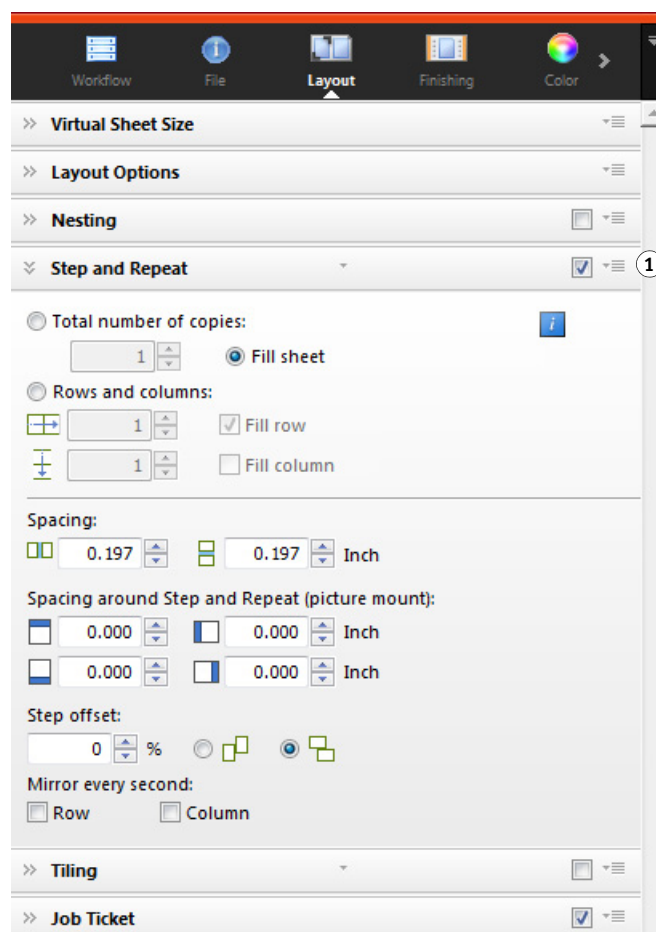 Workflow File Layout Finishing Color
Virtual Sheet Size
Layout Options
Nesting
Step and Repeat 1
Total number of copies: i
1 Fill sheet
Rows and columns:
1 Fill row
1 Fill column
Spacing:
0.197 0.197 Inch
Spacing around Step and Repeat (picture mount):
0.000 0.000 Inch
0.000 0.000 Inch
Step offset:
0 %
Mirror every second:
Row Column
Tiling
Job Ticket